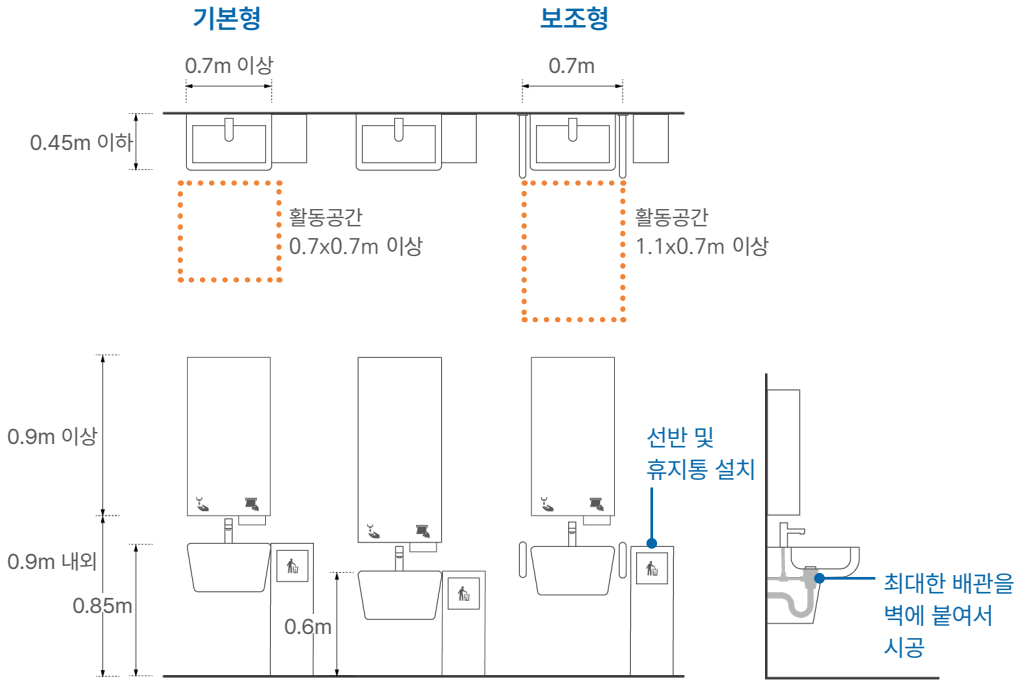 기본형
보조형
0.7m 이상
0.7m
0.45m 이하
활동공간
0.7x0.7m 이상
활동공간
1.1x0.7m 이상
0.9m 이상
선반 및
휴지통 설치
0.9m 내외
0.85m
0.6m
최대한 배관을
벽에 붙여서
시공